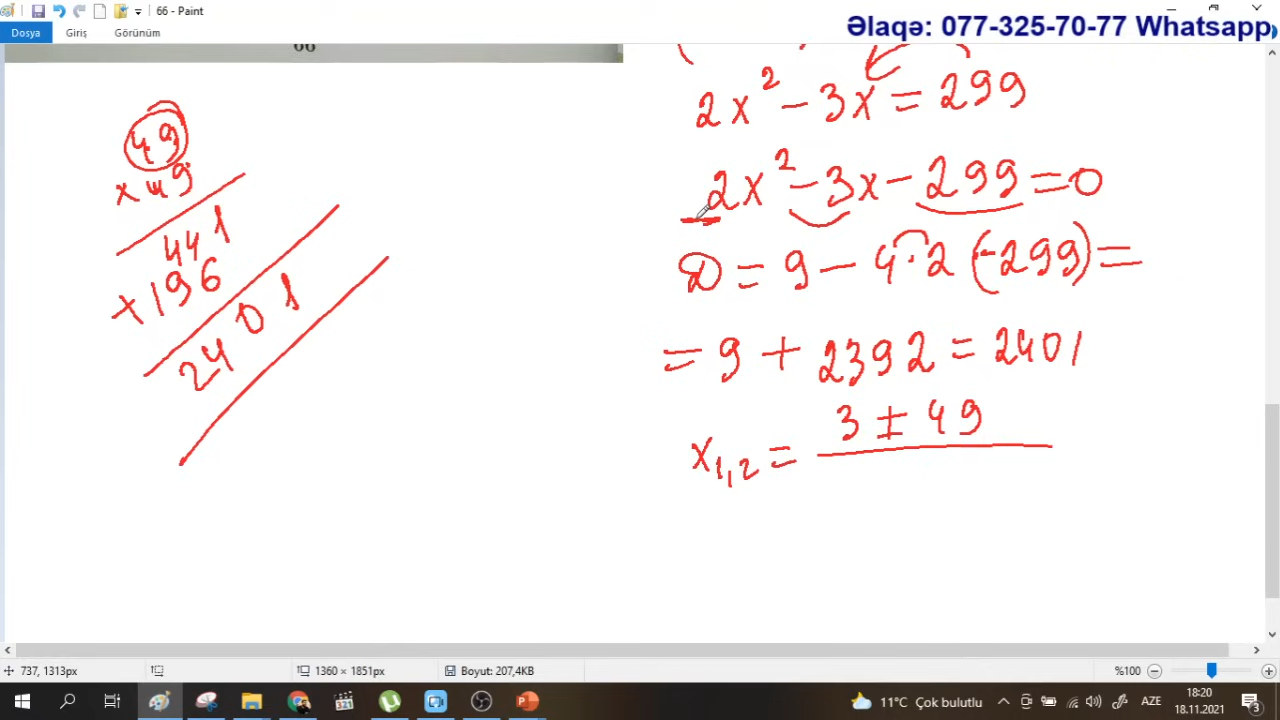 66 - Paint
Əlaqə: 077-325-70-77 Whatsapp
Dosya Giriş Görünüm
66
2x² - 3x = 299
2x² - 3x - 299 = 0
D = 9 - 4 · 2 (-299) =
= 9 + 2392 = 2401
3 ± 49
x1,2 =
49
x 49
441
+196
2401
737, 1313px
1360 × 1851px
Boyut: 207,4KB
%100
11°C Çok bulutlu
AZE
18:20
18.11.2021
3